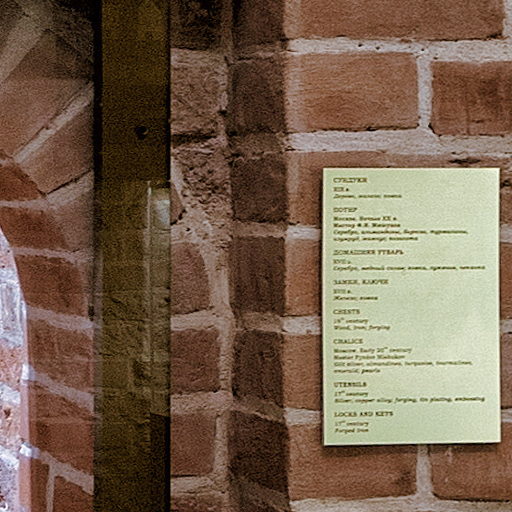 СУНДУКИ
XIX в.
Дерево, железо; ковка
ПОТИР
Москва. Начало XX в.
Мастер Ф.Я. Мишуков
Серебро, альмандины, бирюза, турмалины,
изумруд, жемчуг; позолота
ДОМАШНЯЯ УТВАРЬ
XVII в.
Серебро, медный сплав; ковка, лужение, чеканка
ЗАМКИ, КЛЮЧИ
XVII в.
Железо; ковка
CHESTS
19th century
Wood, iron; forging
CHALICE
Moscow. Early 20th century
Master Fyodor Mishukov
Gilt silver, almandines, turquoise, tourmalines,
emerald, pearls
UTENSILS
17th century
Silver, copper alloy; forging, tin plating, embossing
LOCKS AND KEYS
17th century
Forged iron